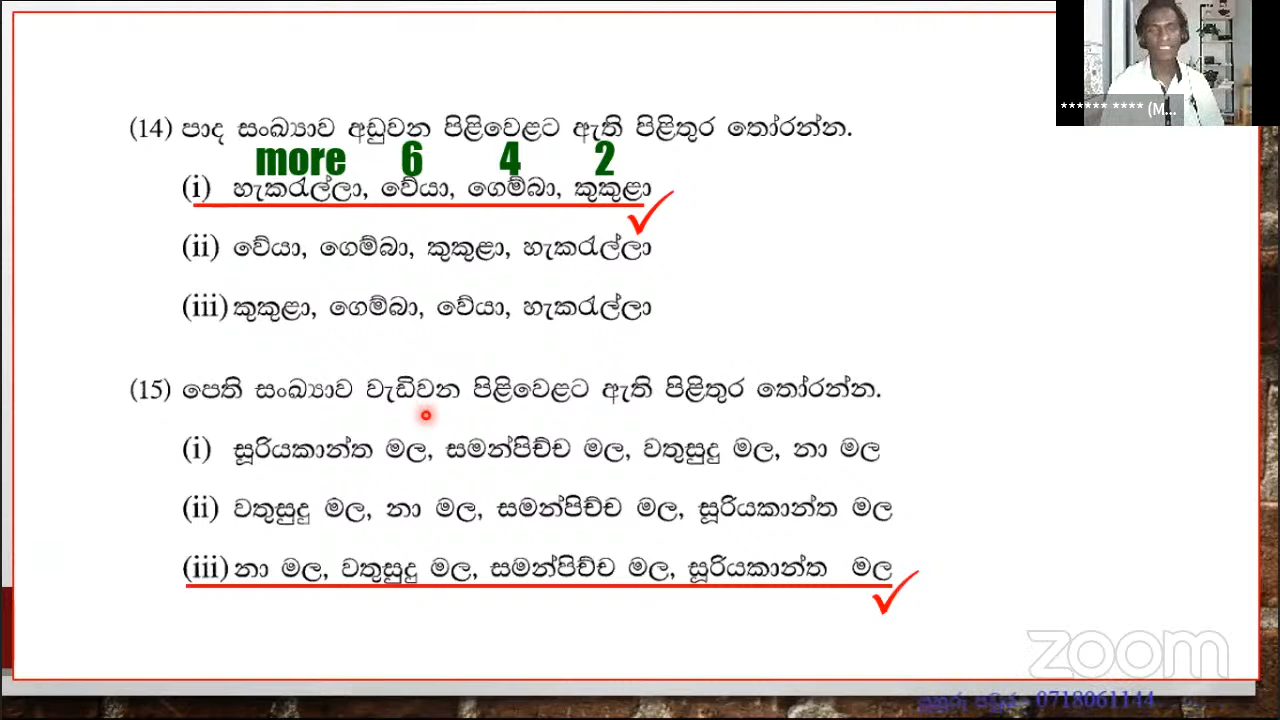 ****** **** (M...
(14) පාද සංඛ්‍යාව අඩුවන පිළිවෙළට ඇති පිළිතුර තෝරන්න.
more 6 4 2
(i) හැකරැල්ලා, වේයා, ගෙම්බා, කුකුළා
(ii) වේයා, ගෙම්බා, කුකුළා, හැකරැල්ලා
(iii) කුකුළා, ගෙම්බා, වේයා, හැකරැල්ලා
(15) පෙති සංඛ්‍යාව වැඩිවන පිළිවෙළට ඇති පිළිතුර තෝරන්න.
(i) සූරියකාන්ත මල, සමන්පිච්ච මල, වතුසුදු මල, නා මල
(ii) වතුසුදු මල, නා මල, සමන්පිච්ච මල, සූරියකාන්ත මල
(iii) නා මල, වතුසුදු මල, සමන්පිච්ච මල, සූරියකාන්ත මල
zoom
0718061144